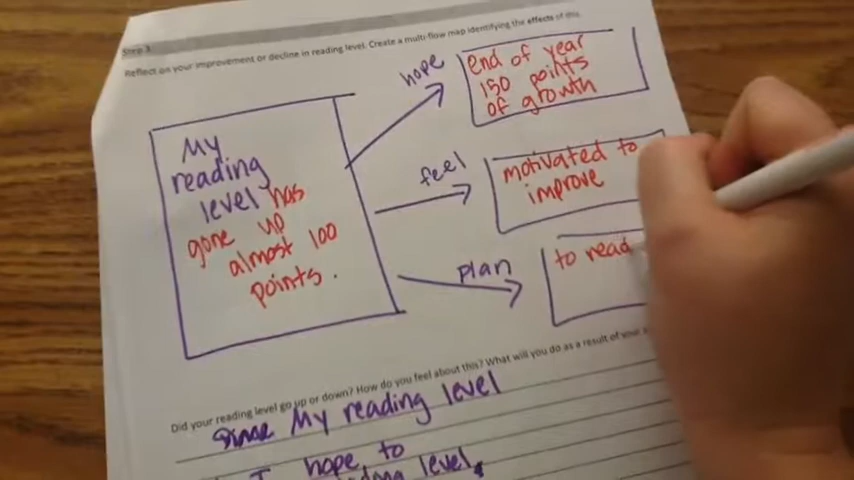 Step 3
Reflect on your improvement or decline in reading level. Create a multi-flow map identifying the effects of this.
My
reading
level has
gone up
almost 100
points.
hope
end of year
150 points
of growth
feel
motivated to
improve
plan
to read
Did your reading level go up or down? How do you feel about this? What will you do as a result of your
My reading level
I hope to
level,